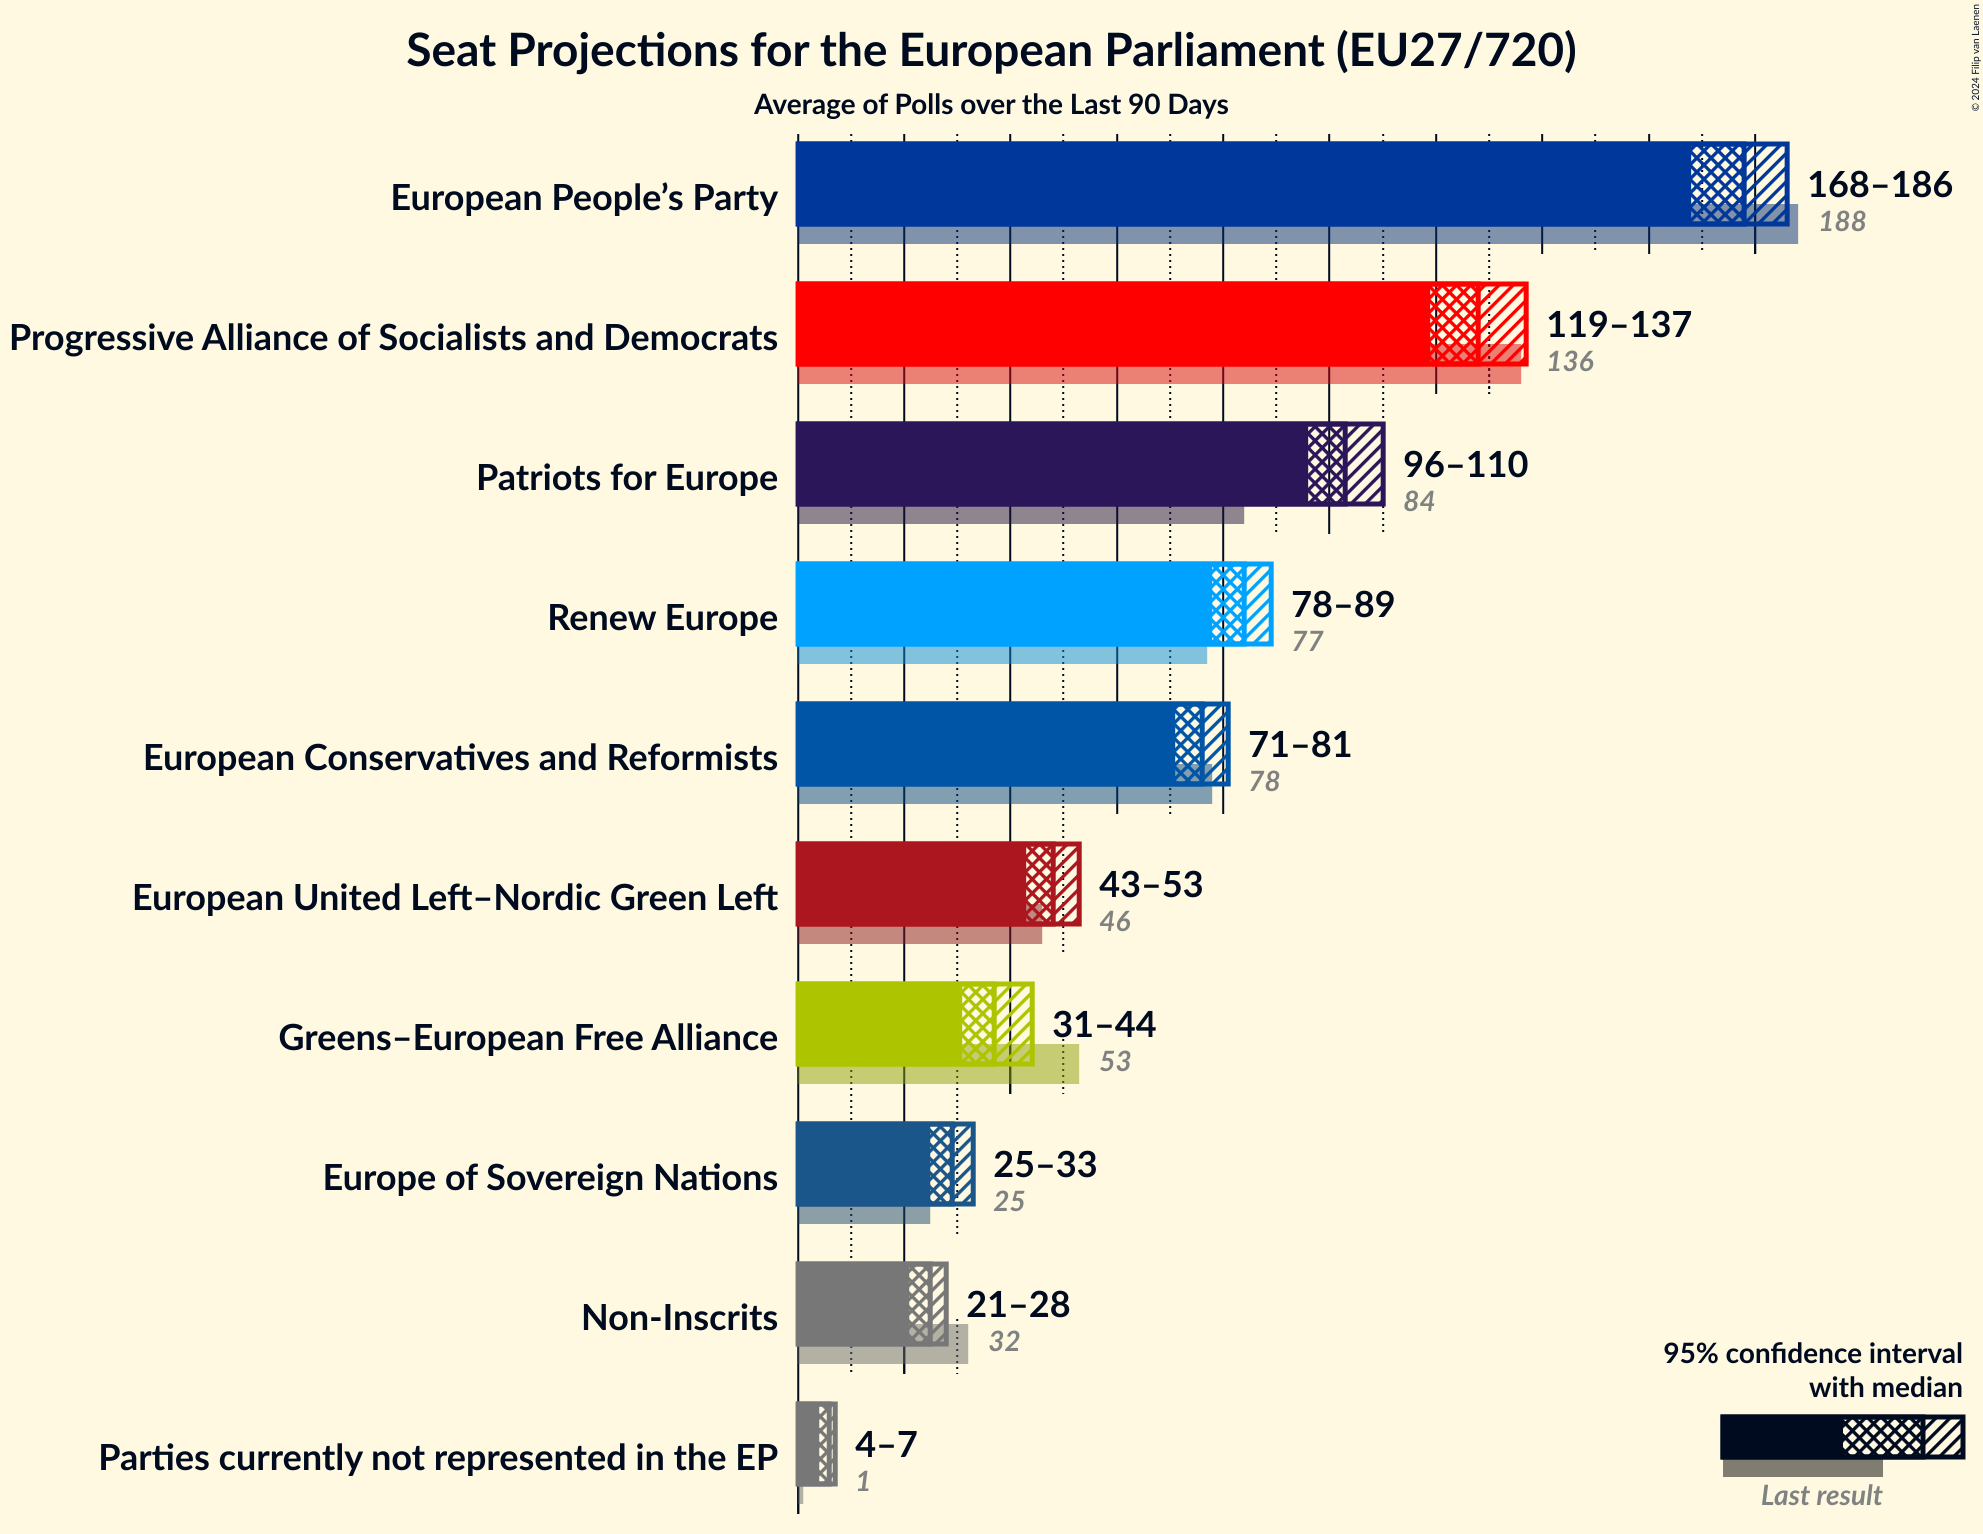 Seat Projections for the European Parliament (EU27/720)
Average of Polls over the Last 90 Days
© 2024 Filip van Laenen
European People’s Party
168–186
188
Progressive Alliance of Socialists and Democrats
119–137
136
Patriots for Europe
96–110
84
Renew Europe
78–89
77
European Conservatives and Reformists
71–81
78
European United Left–Nordic Green Left
43–53
46
Greens–European Free Alliance
31–44
53
Europe of Sovereign Nations
25–33
25
Non-Inscrits
21–28
32
Parties currently not represented in the EP
4–7
1
95% confidence interval
with median
Last result